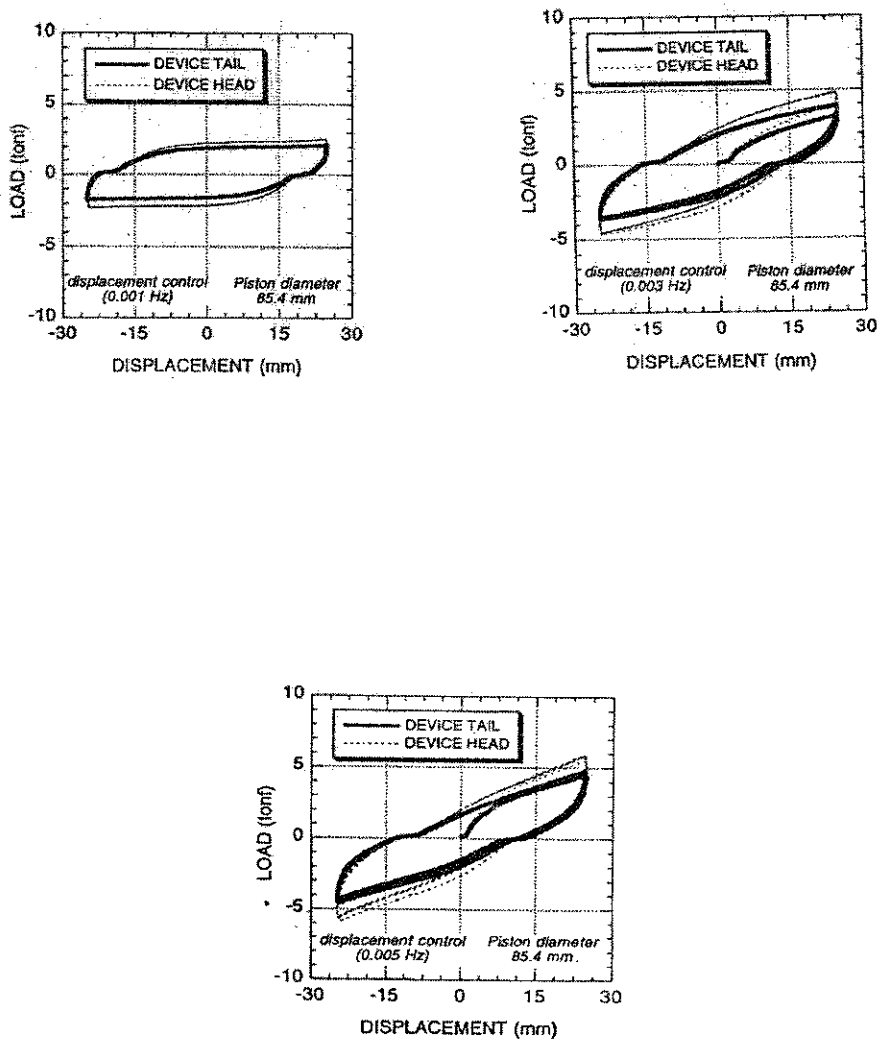 10
5
0
-5
-10
LOAD (tonf)
DEVICE TAIL
DEVICE HEAD
displacement control
(0.001 Hz)
Piston diameter
85.4 mm
-30 -15 0 15 30
DISPLACEMENT (mm)
10
5
0
-5
-10
LOAD (tonf)
DEVICE TAIL
DEVICE HEAD
displacement control
(0.003 Hz)
Piston diameter
85.4 mm
-30 -15 0 15 30
DISPLACEMENT (mm)
10
5
0
-5
-10
LOAD (tonf)
DEVICE TAIL
DEVICE HEAD
displacement control
(0.005 Hz)
Piston diameter
85.4 mm
-30 -15 0 15 30
DISPLACEMENT (mm)